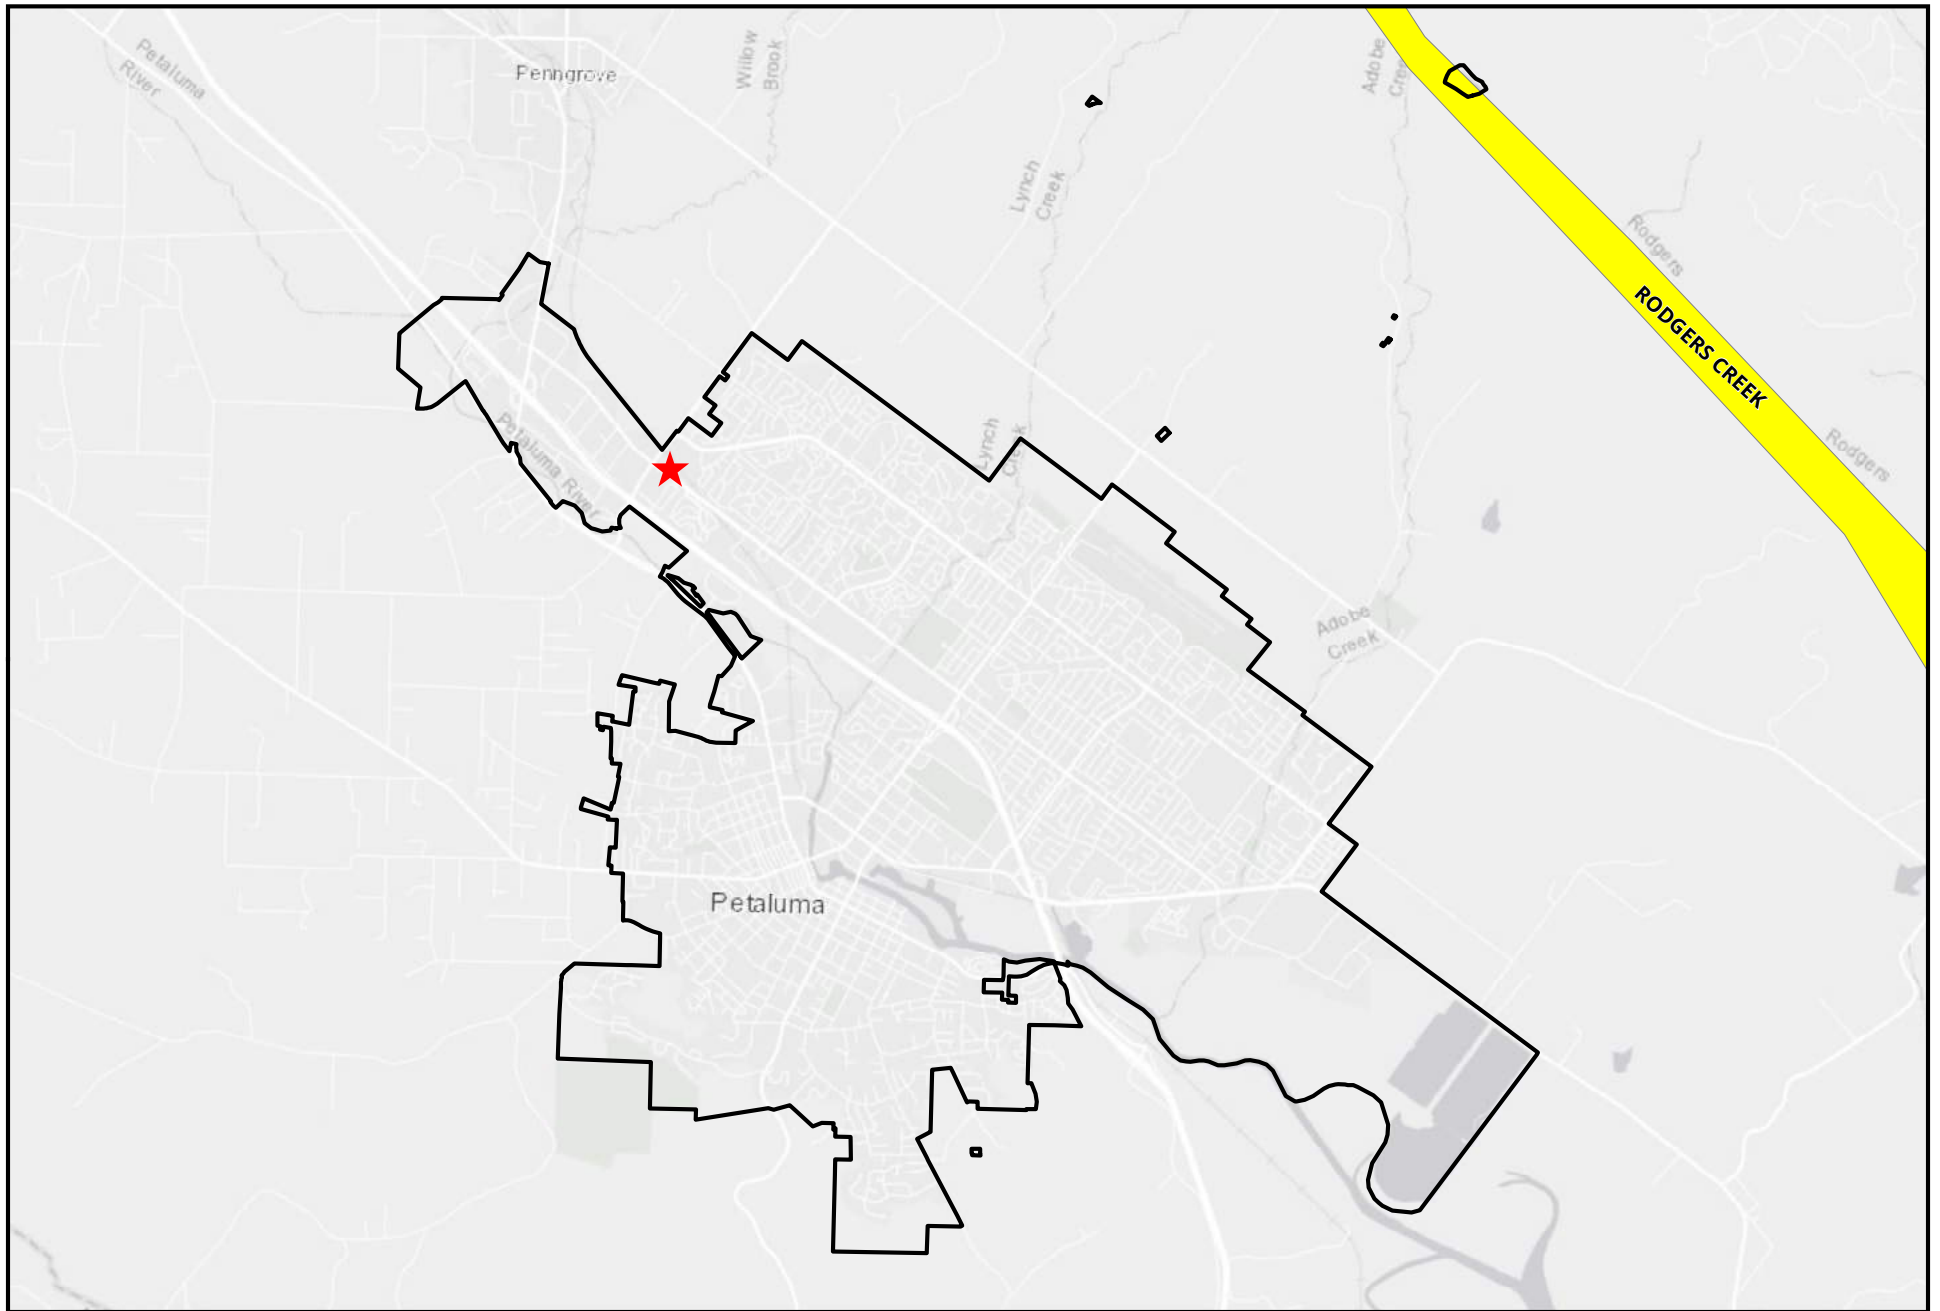 Petaluma
River
Penngrove
Willow
Brook
Adobe
Creek
Lynch
Creek
Rodgers
RODGERS CREEK
Rodgers
Petaluma River
Lynch
Creek
Adobe
Creek
Petaluma